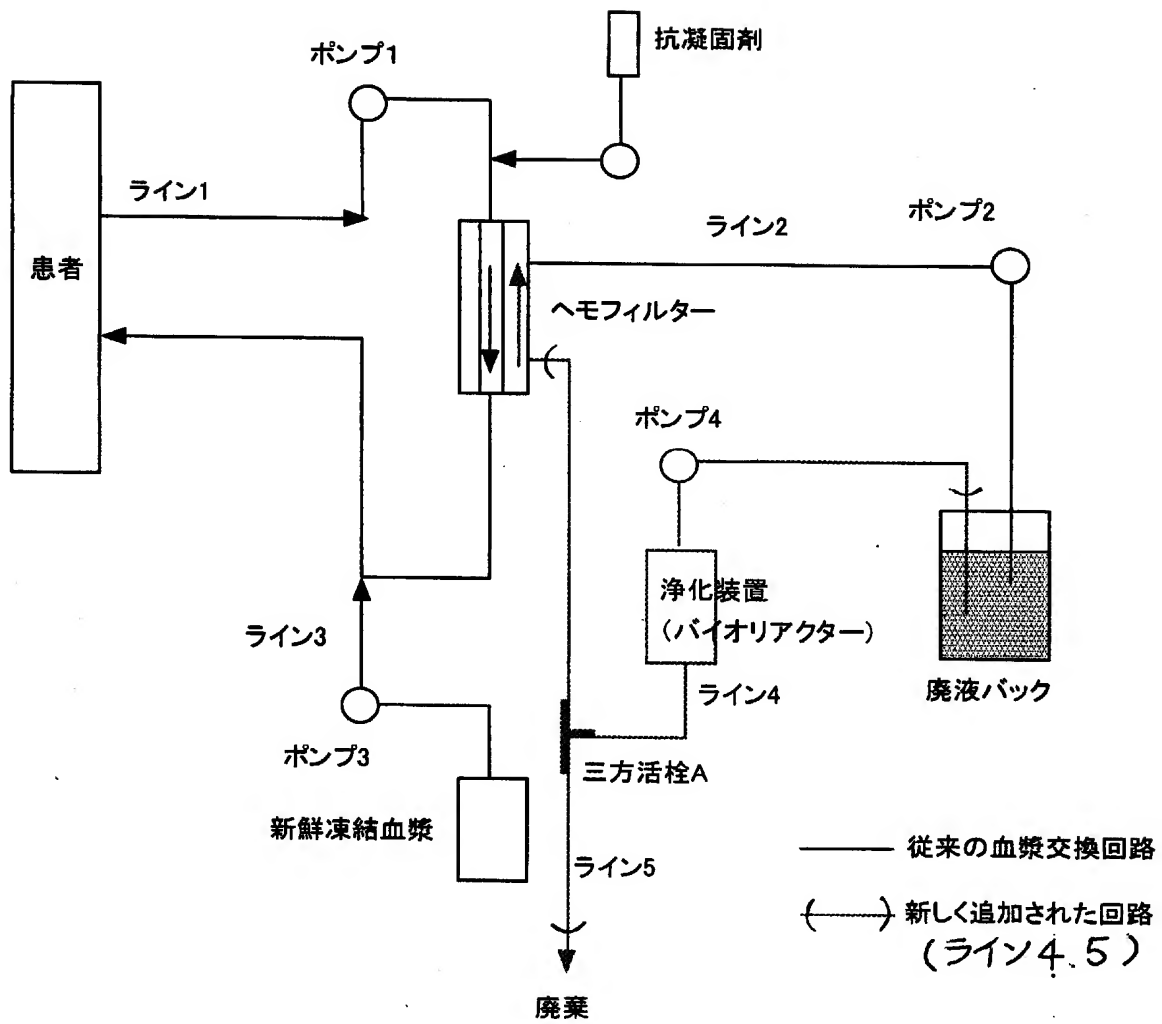 抗凝固剤
ポンプ1
ライン1
ポンプ2
ライン2
患者
ヘモフィルター
ポンプ4
浄化装置
(バイオリアクター)
ライン3
ライン4
廃液バック
ポンプ3
三方活栓A
新鮮凍結血漿
従来の血漿交換回路
ライン5
新しく追加された回路
(ライン4.5)
廃棄